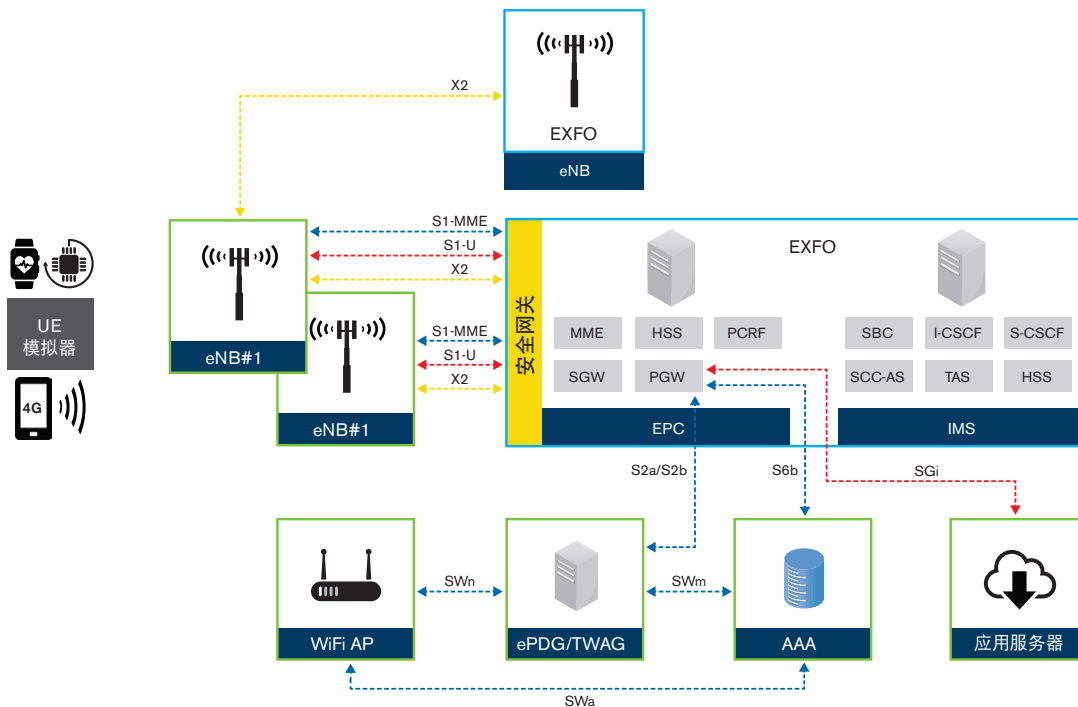 X2
EXFO
eNB
S1-MME
S1-U
X2
EXFO
UE
模拟器
4G
eNB#1
S1-MME
S1-U
X2
eNB#1
安全网关
MME
HSS
PCRF
SGW
PGW
EPC
SBC
I-CSCF
S-CSCF
SCC-AS
TAS
HSS
IMS
S2a/S2b
S6b
SGi
SWn
SWm
WiFi AP
ePDG/TWAG
AAA
应用服务器
SWa